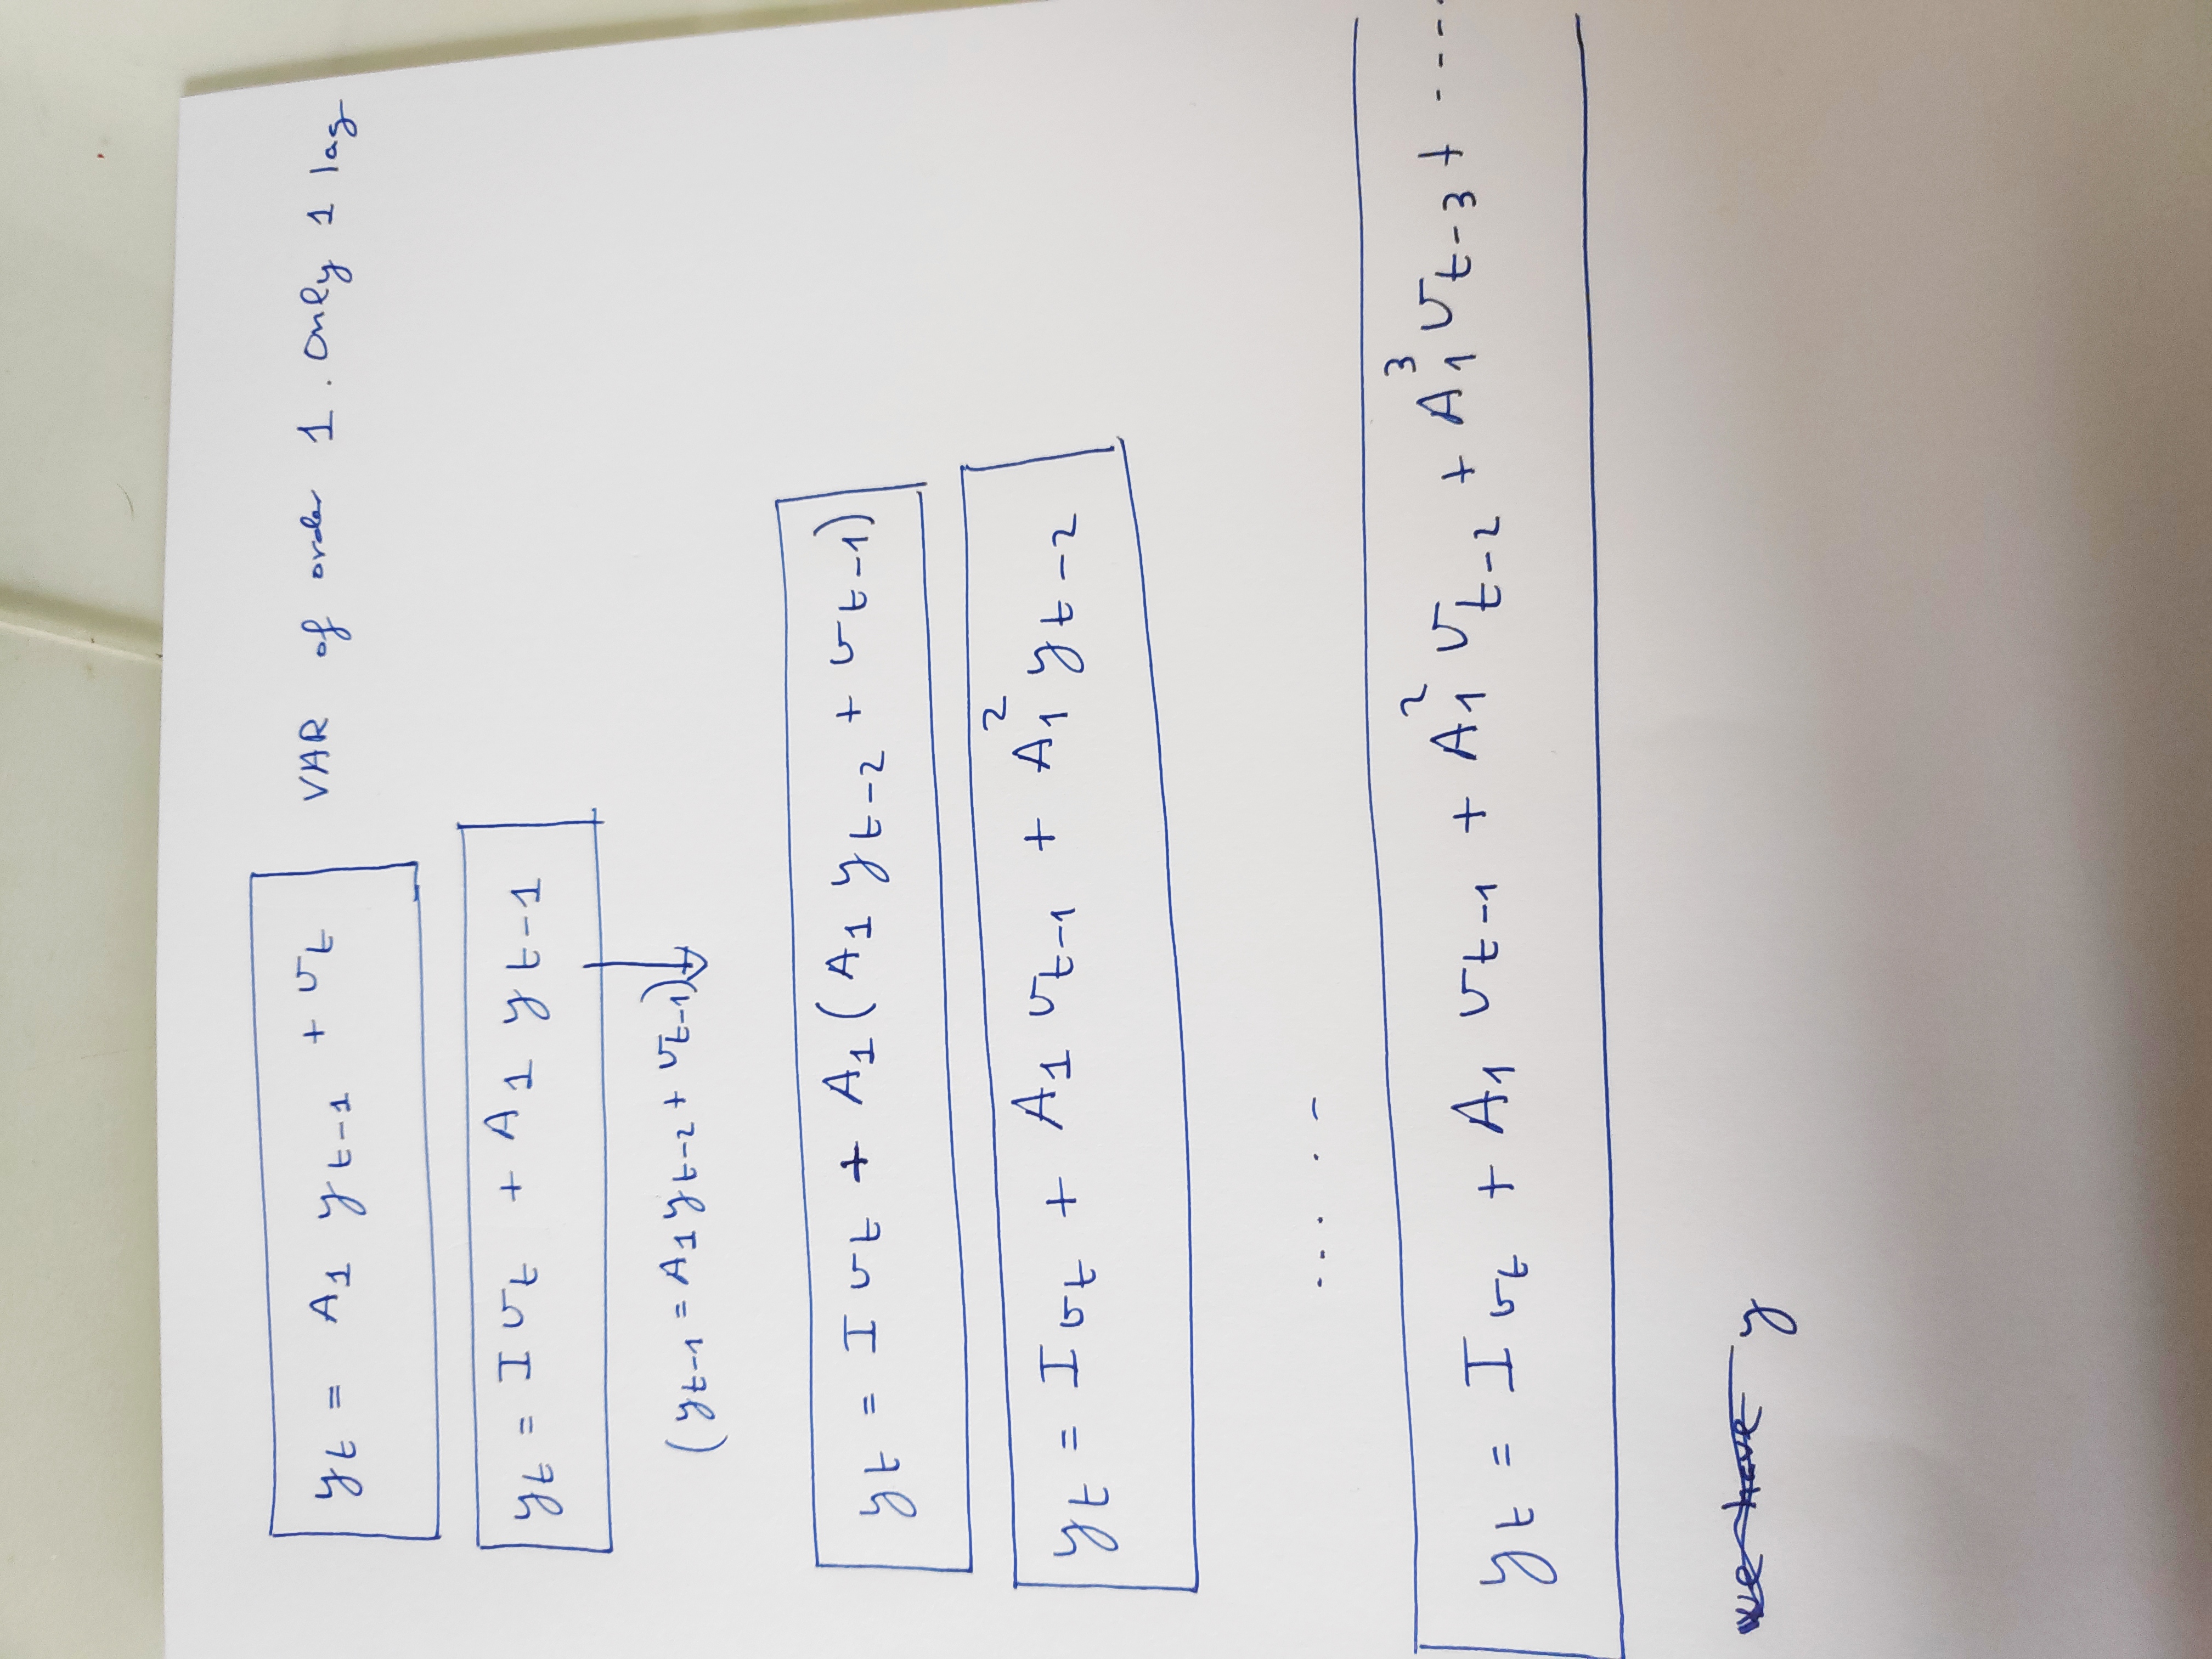 y_t = A_1 y_{t-1} + v_t VAR of order 1. Only 1 lag
y_t = I v_t + A_1 y_{t-1}
(y_{t-1} = A_1 y_{t-2} + v_{t-1})
y_t = I v_t + A_1 (A_1 y_{t-2} + v_{t-1})
y_t = I v_t + A_1 v_{t-1} + A_1^2 y_{t-2}
.... . -
y_t = I v_t + A_1 v_{t-1} + A_1^2 v_{t-2} + A_1^3 v_{t-3} + ----.
we have y